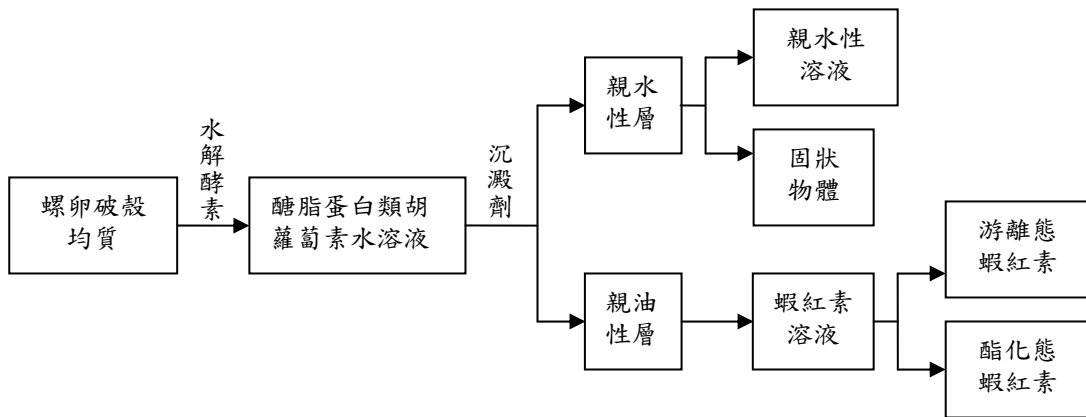 螺卵破殼
均質
水解酵素
醣脂蛋白類胡
蘿蔔素水溶液
沉澱劑
親水
性層
親水性
溶液
固狀
物體
親油
性層
蝦紅素
溶液
游離態
蝦紅素
酯化態
蝦紅素